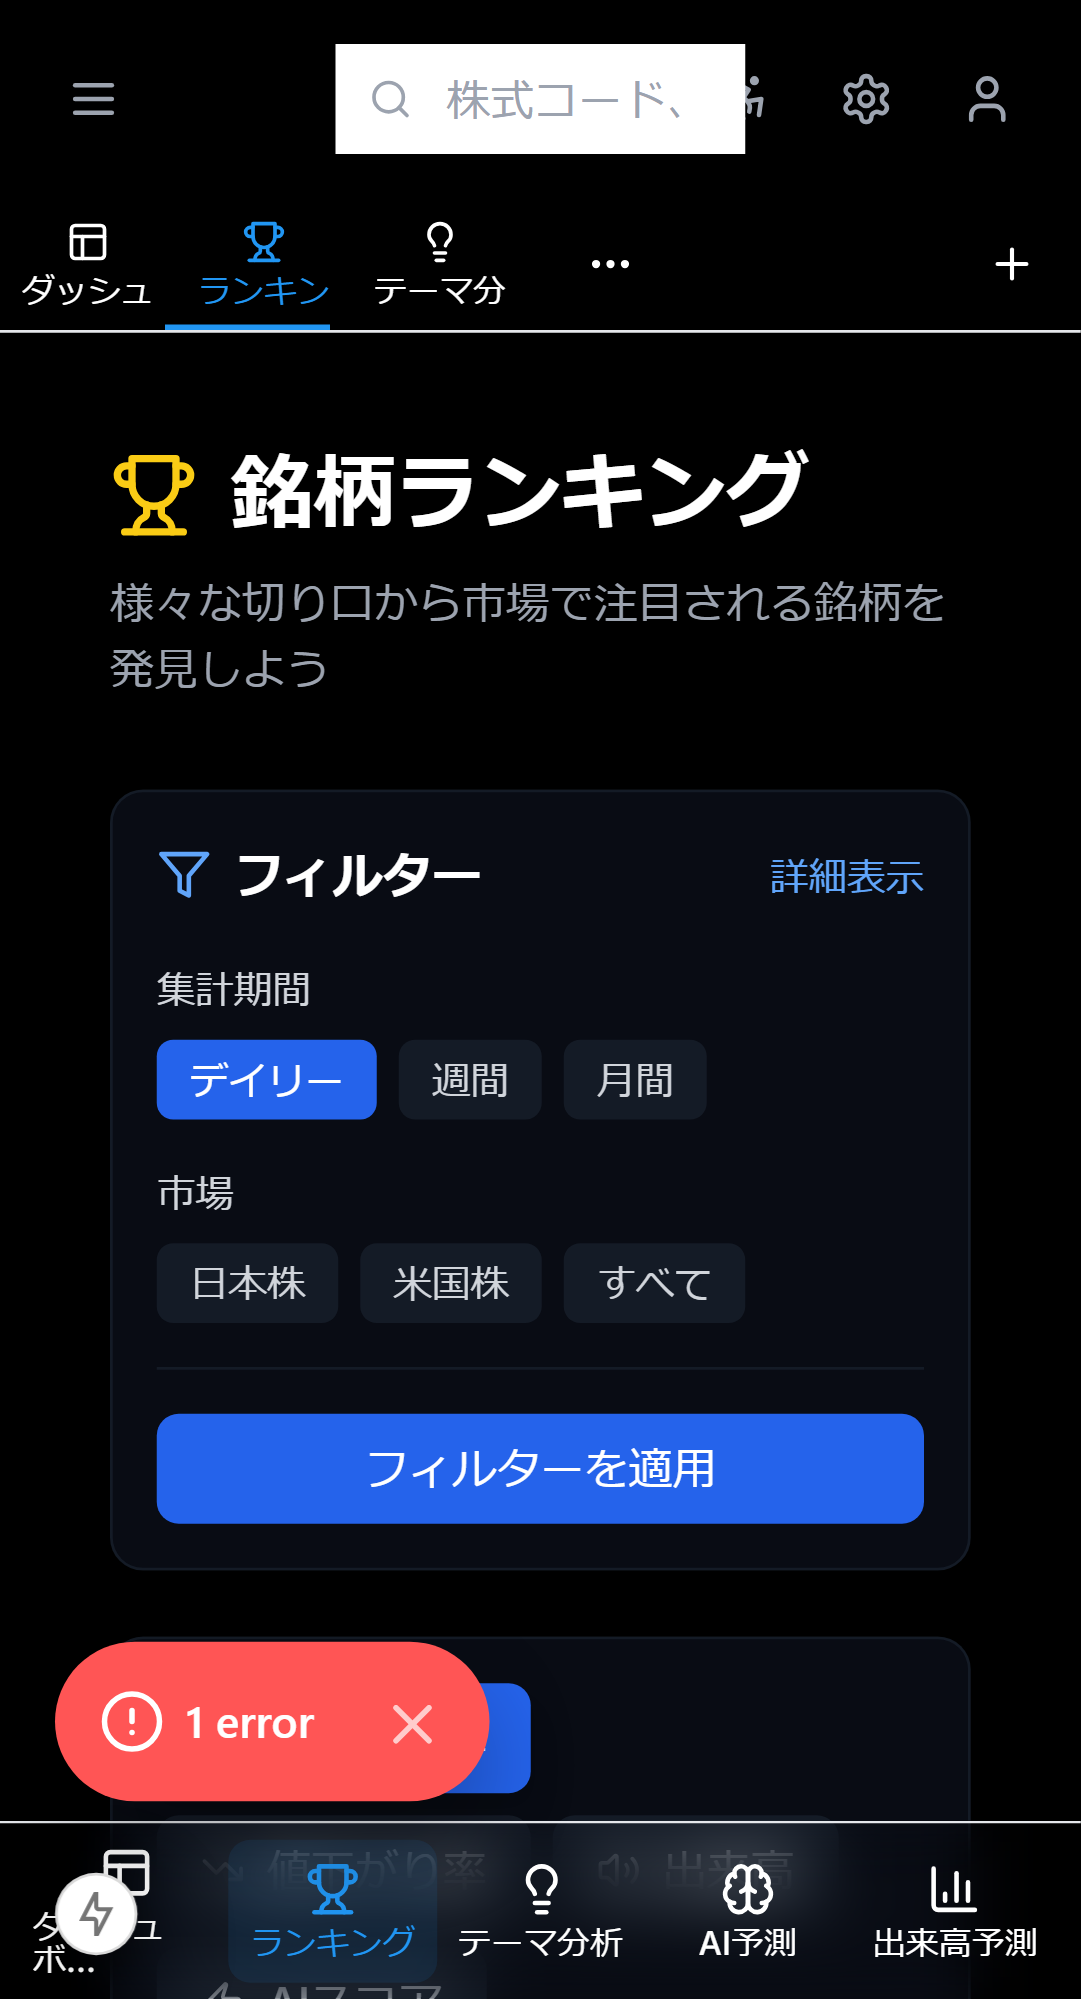 株式コード、
ダッシュ
ランキン
テーマ分
銘柄ランキング
様々な切り口から市場で注目される銘柄を
発見しよう
フィルター
詳細表示
集計期間
デイリー
週間
月間
市場
日本株
米国株
すべて
フィルターを適用
1 error
値下がり率
出来高
ランキング
テーマ分析
AI予測
出来高予測
ボ...
AIスコア